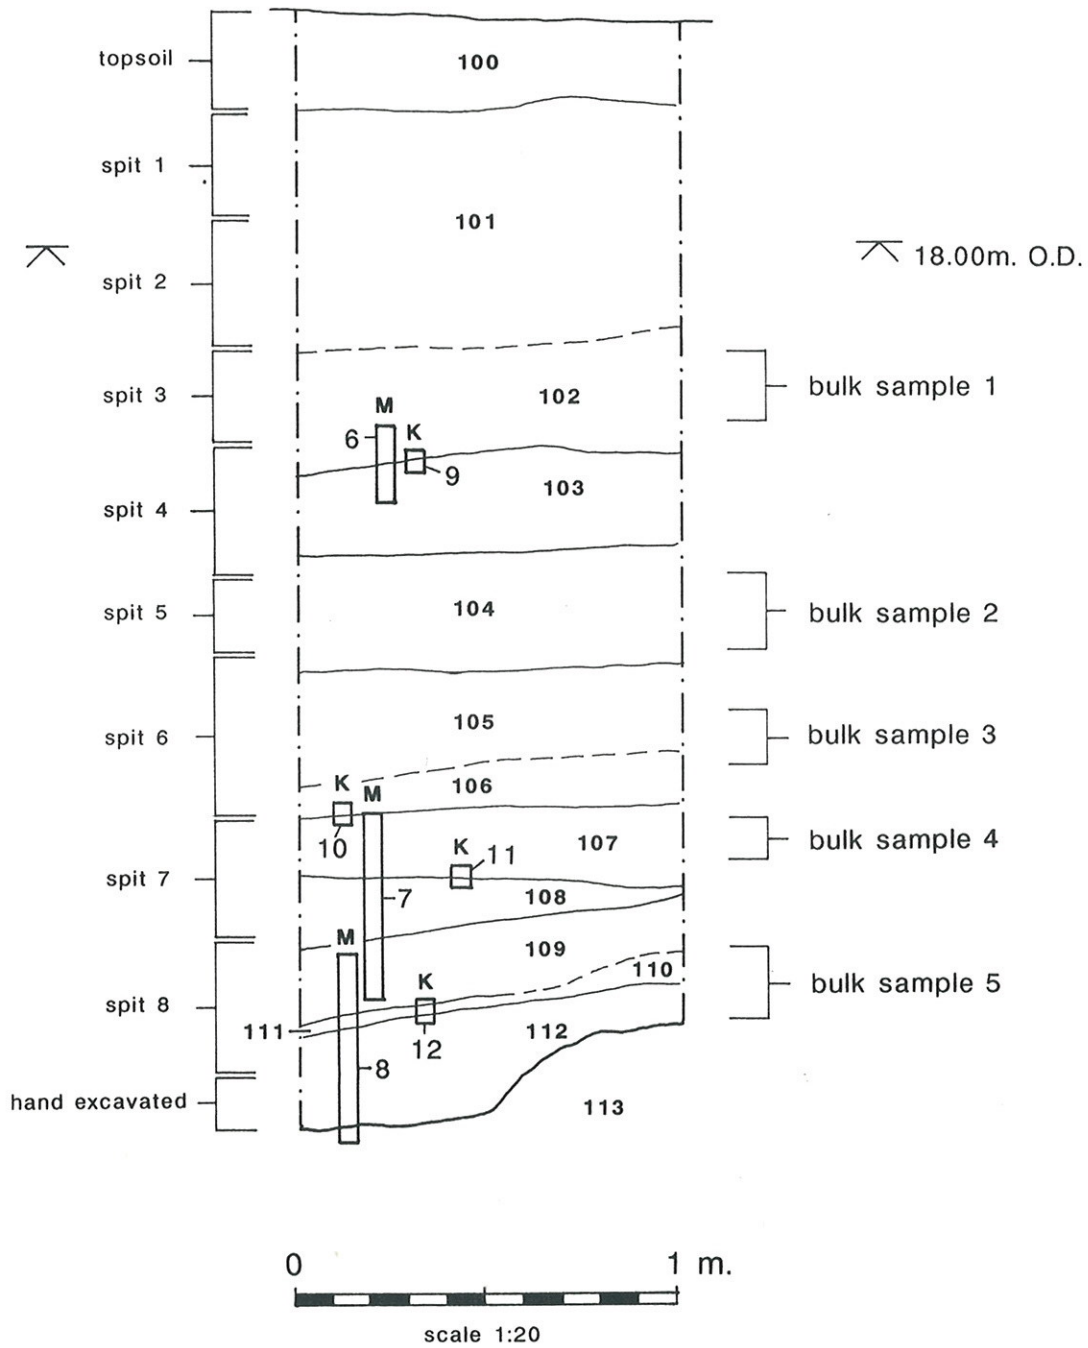 topsoil
100
spit 1
101
18.00m. O.D.
spit 2
bulk sample 1
spit 3
102
M
K
6
9
103
spit 4
104
spit 5
bulk sample 2
105
spit 6
bulk sample 3
106
K
M
10
107
bulk sample 4
K
11
spit 7
108
7
M
109
110
K
bulk sample 5
spit 8
111
112
12
8
hand excavated
113
0
1 m.
scale 1:20